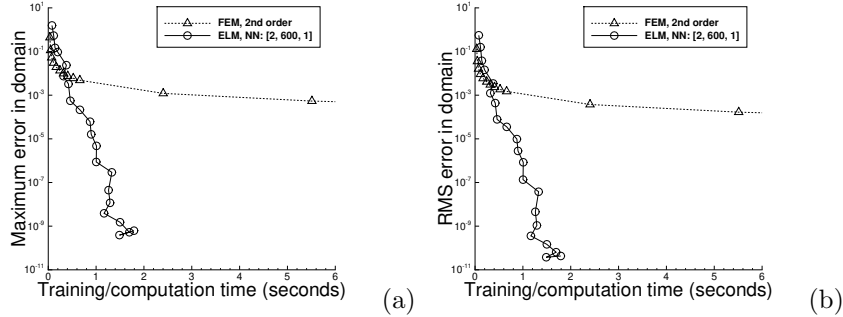 FEM, 2nd order
ELM, NN: [2, 600, 1]
10^1
10^-1
10^-3
10^-5
10^-7
10^-9
10^-11
Maximum error in domain
0 1 2 3 4 5 6
Training/computation time (seconds)
(a)
FEM, 2nd order
ELM, NN: [2, 600, 1]
10^1
10^-1
10^-3
10^-5
10^-7
10^-9
10^-11
RMS error in domain
0 1 2 3 4 5 6
Training/computation time (seconds)
(b)